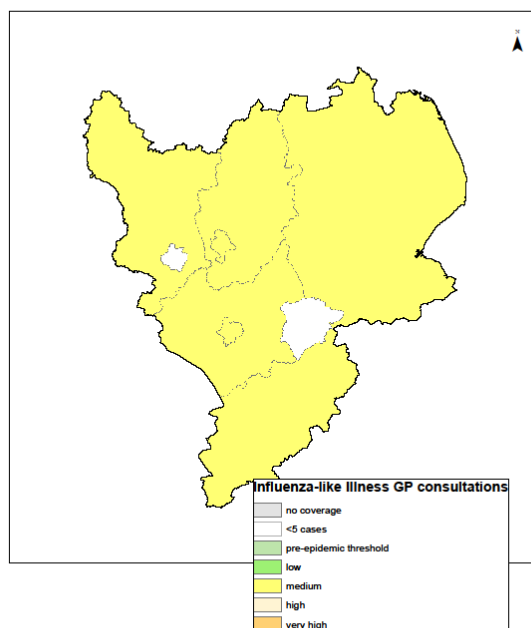 N
Influenza-like Illness GP consultations
no coverage
<5 cases
pre-epidemic threshold
low
medium
high
very high